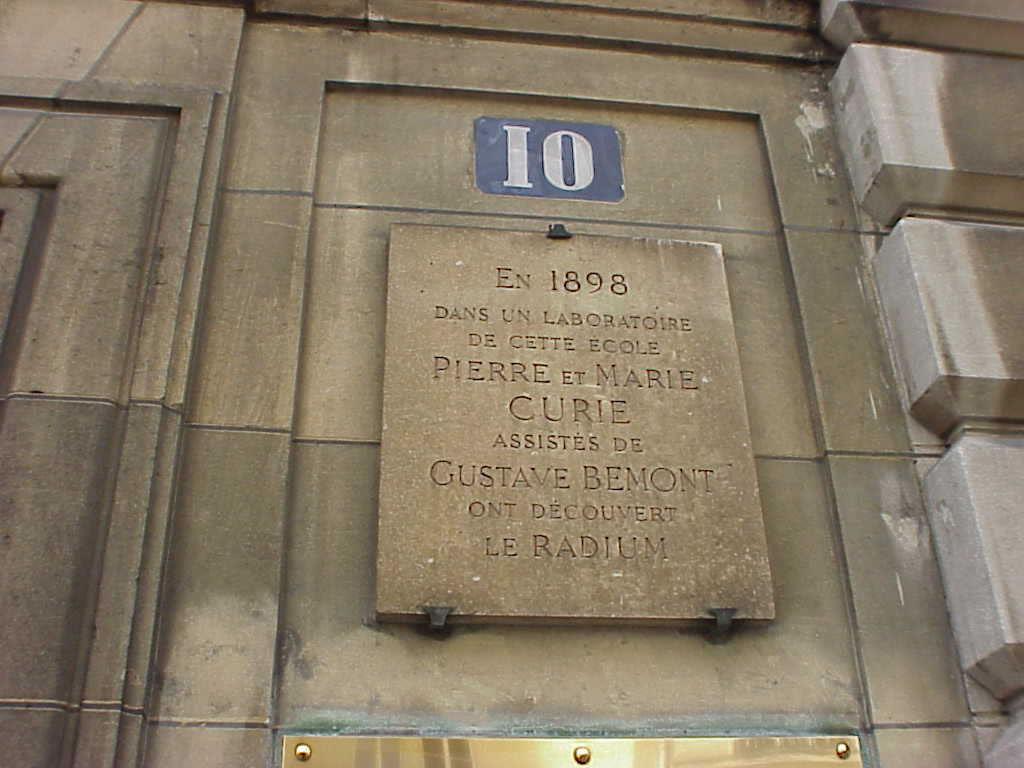 10
EN 1898
DANS UN LABORATOIRE
DE CETTE ÉCOLE
PIERRE ET MARIE
CURIE
ASSISTÉS DE
GUSTAVE BEMONT
ONT DÉCOUVERT
LE RADIUM